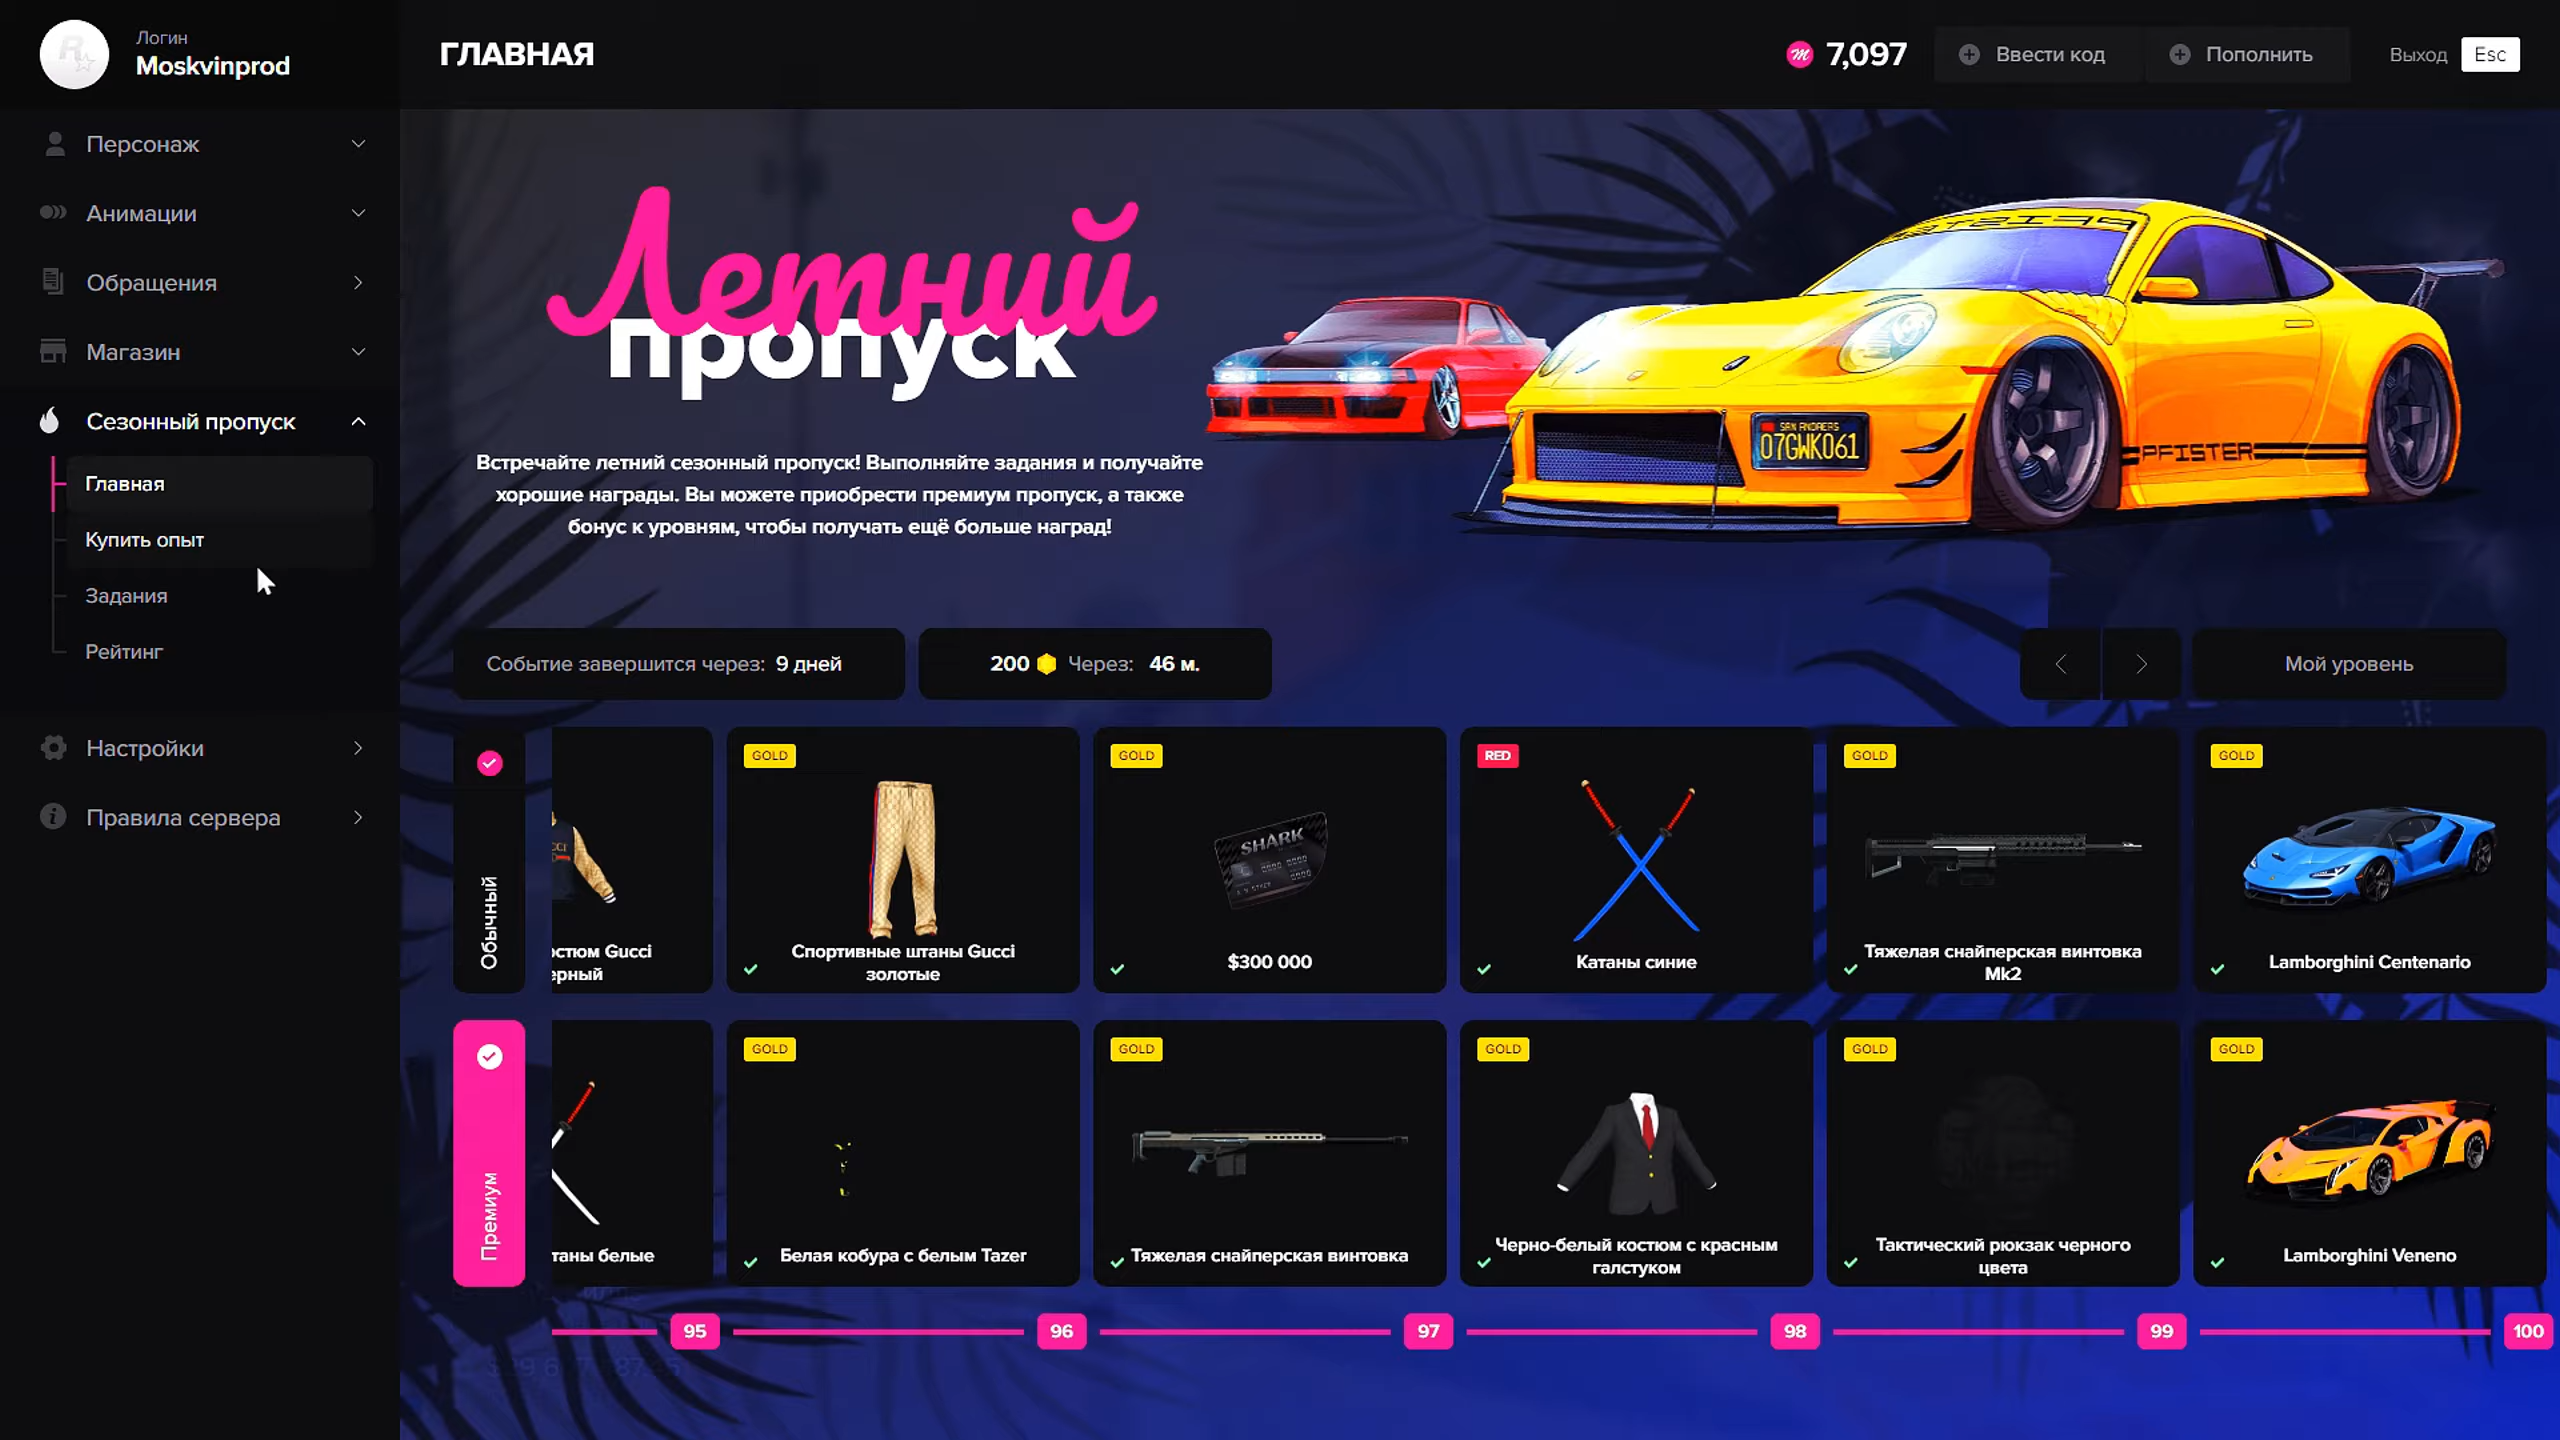 Логин
Moskvinprod
ГЛАВНАЯ
7,097
Ввести код
Пополнить
Выход
Esc
Персонаж
Анимации
Обращения
Магазин
Сезонный пропуск
Главная
Купить опыт
Задания
Рейтинг
Настройки
Правила сервера
Летний
пропуск
Встречайте летний сезонный пропуск! Выполняйте задания и получайте
хорошие награды. Вы можете приобрести премиум пропуск, а также
бонус к уровням, чтобы получать ещё больше наград!
SAN ANDREAS
07GWK061
PFISTER
Событие завершится через: 9 дней
200 Через: 46 м.
Мой уровень
Обычный
остюм Gucci
ерный
GOLD
Спортивные штаны Gucci
золотые
GOLD
SHARK
$300 000
RED
Катаны синие
GOLD
Тяжелая снайперская винтовка
Mk2
GOLD
Lamborghini Centenario
Премиум
таны белые
GOLD
Белая кобура с белым Tazer
GOLD
Тяжелая снайперская винтовка
GOLD
Черно-белый костюм с красным
галстуком
GOLD
Тактический рюкзак черного
цвета
GOLD
Lamborghini Veneno
95
96
97
98
99
100